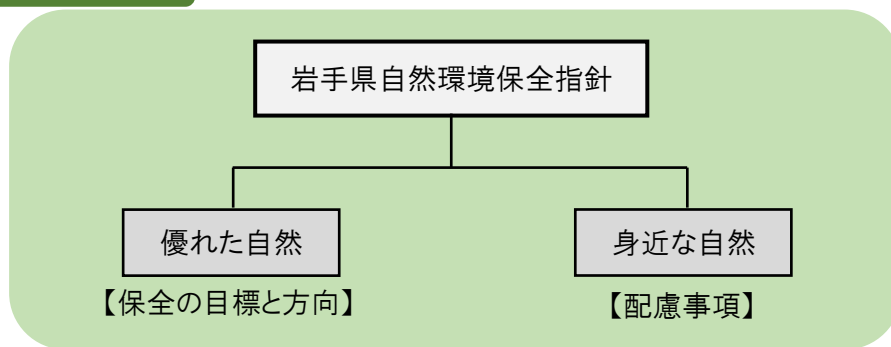 岩手県自然環境保全指針
優れた自然
身近な自然
【保全の目標と方向】
【配慮事項】